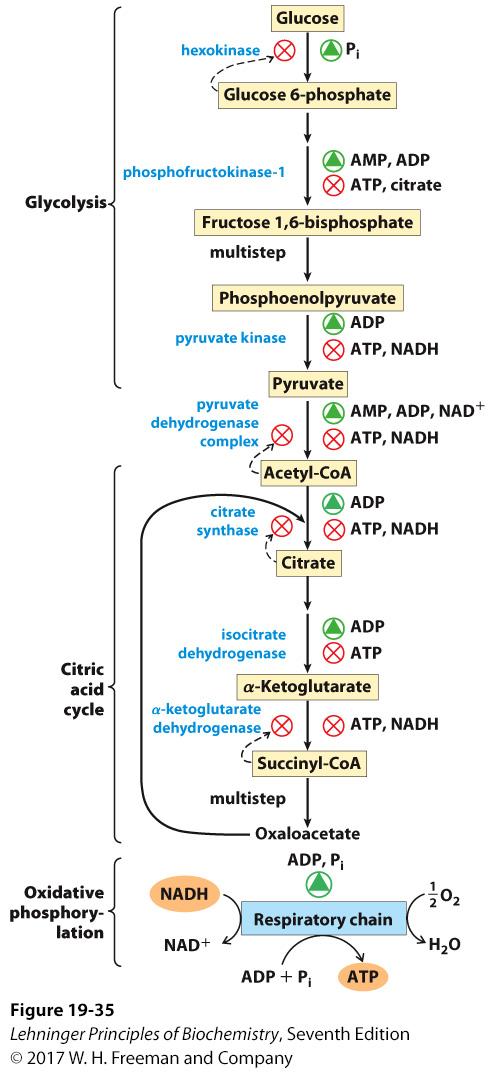 Glucose
hexokinase
Pi
Glucose 6-phosphate
phosphofructokinase-1
AMP, ADP
ATP, citrate
Glycolysis
Fructose 1,6-bisphosphate
multistep
Phosphoenolpyruvate
ADP
pyruvate kinase
ATP, NADH
Pyruvate
pyruvate
dehydrogenase
complex
AMP, ADP, NAD+
ATP, NADH
Acetyl-CoA
citrate
synthase
ADP
ATP, NADH
Citrate
isocitrate
dehydrogenase
ADP
ATP
Citric
acid
cycle
α-Ketoglutarate
α-ketoglutarate
dehydrogenase
ATP, NADH
Succinyl-CoA
multistep
Oxaloacetate
Oxidative
phosphory-
lation
ADP, Pi
NADH
½O2
Respiratory chain
NAD+
H2O
ADP + Pi
ATP
Figure 19-35
Lehninger Principles of Biochemistry, Seventh Edition
© 2017 W. H. Freeman and Company